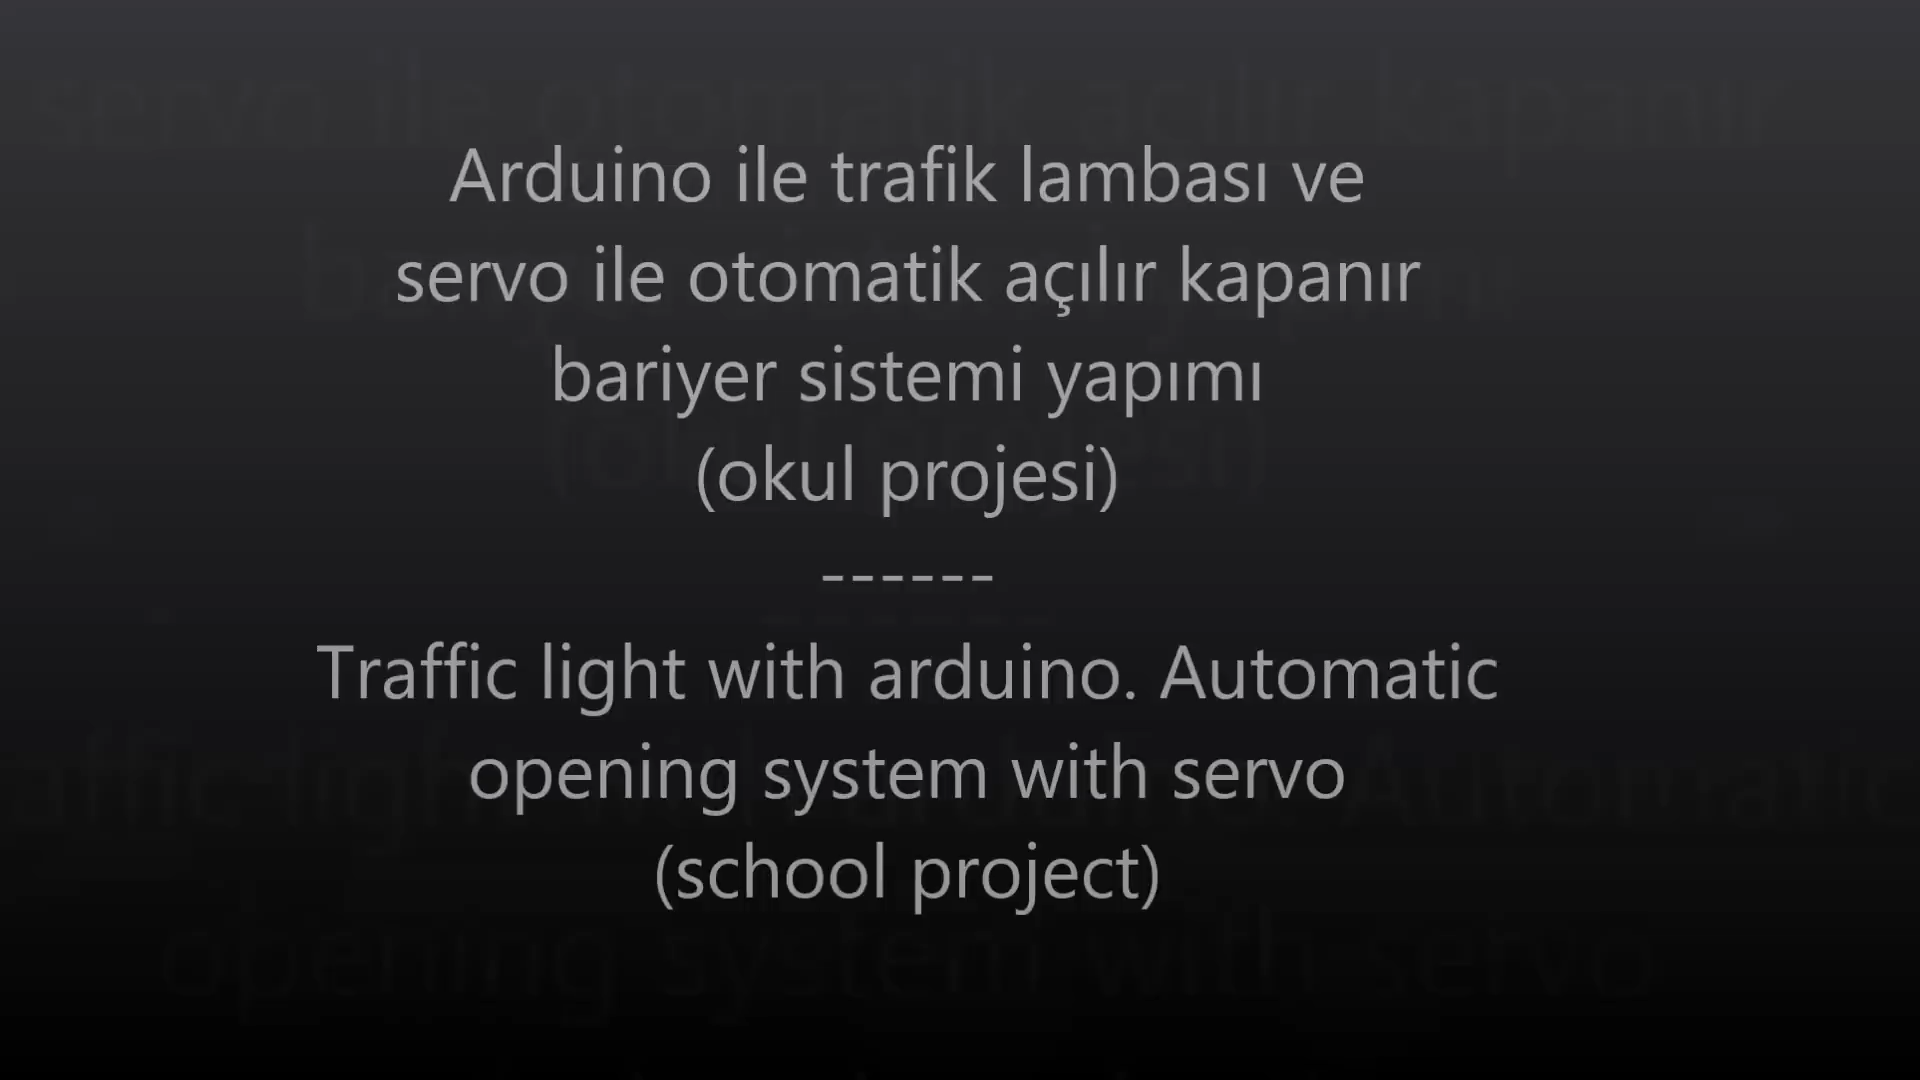 Arduino ile trafik lambası ve
servo ile otomatik açılır kapanır
bariyer sistemi yapımı
(okul projesi)
------
Traffic light with arduino. Automatic
opening system with servo
(school project)